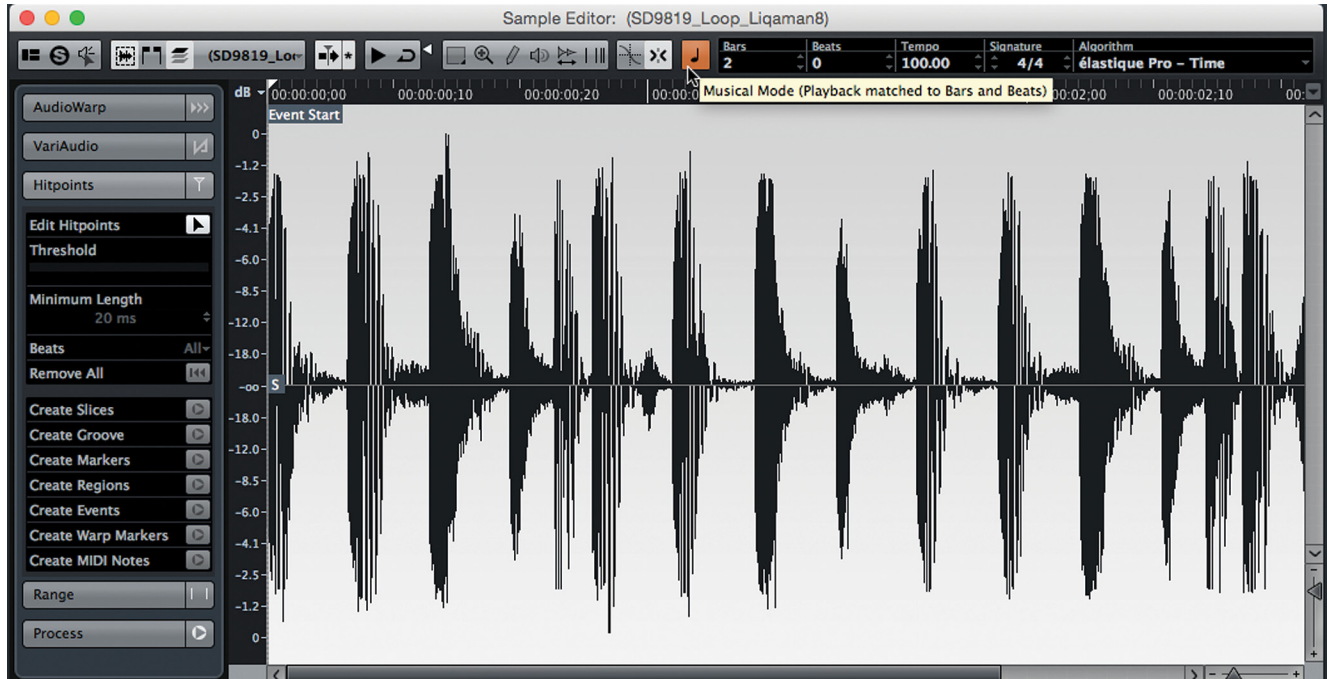 Sample Editor: (SD9819_Loop_Liqaman8)
(SD9819_Loo
Bars Beats Tempo Signature Algorithm
2 0 100.00 4/4 élastique Pro – Time
Musical Mode (Playback matched to Bars and Beats)
dB 00:00:00;00 00:00:00;10 00:00:00;20 00:00:0 0:02;00 00:00:02;10 00:
Event Start
AudioWarp
VariAudio
Hitpoints
Edit Hitpoints
Threshold
Minimum Length
20 ms
Beats All
Remove All
Create Slices
Create Groove
Create Markers
Create Regions
Create Events
Create Warp Markers
Create MIDI Notes
Range
Process
0
-1.2
-2.5
-4.1
-6.0
-8.5
-12.0
-18.0
-oo S
-18.0
-12.0
-8.5
-6.0
-4.1
-2.5
-1.2
0